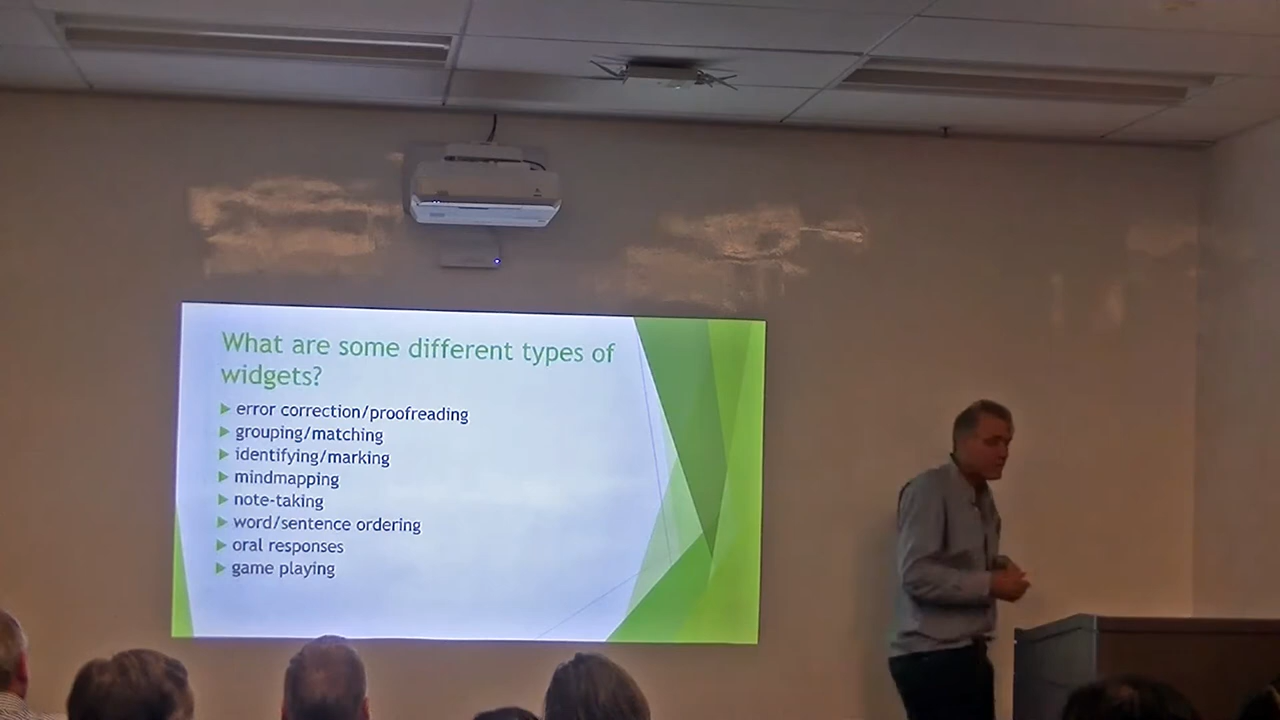 What are some different types of
widgets?
error correction/proofreading
grouping/matching
identifying/marking
mindmapping
note-taking
word/sentence ordering
oral responses
game playing